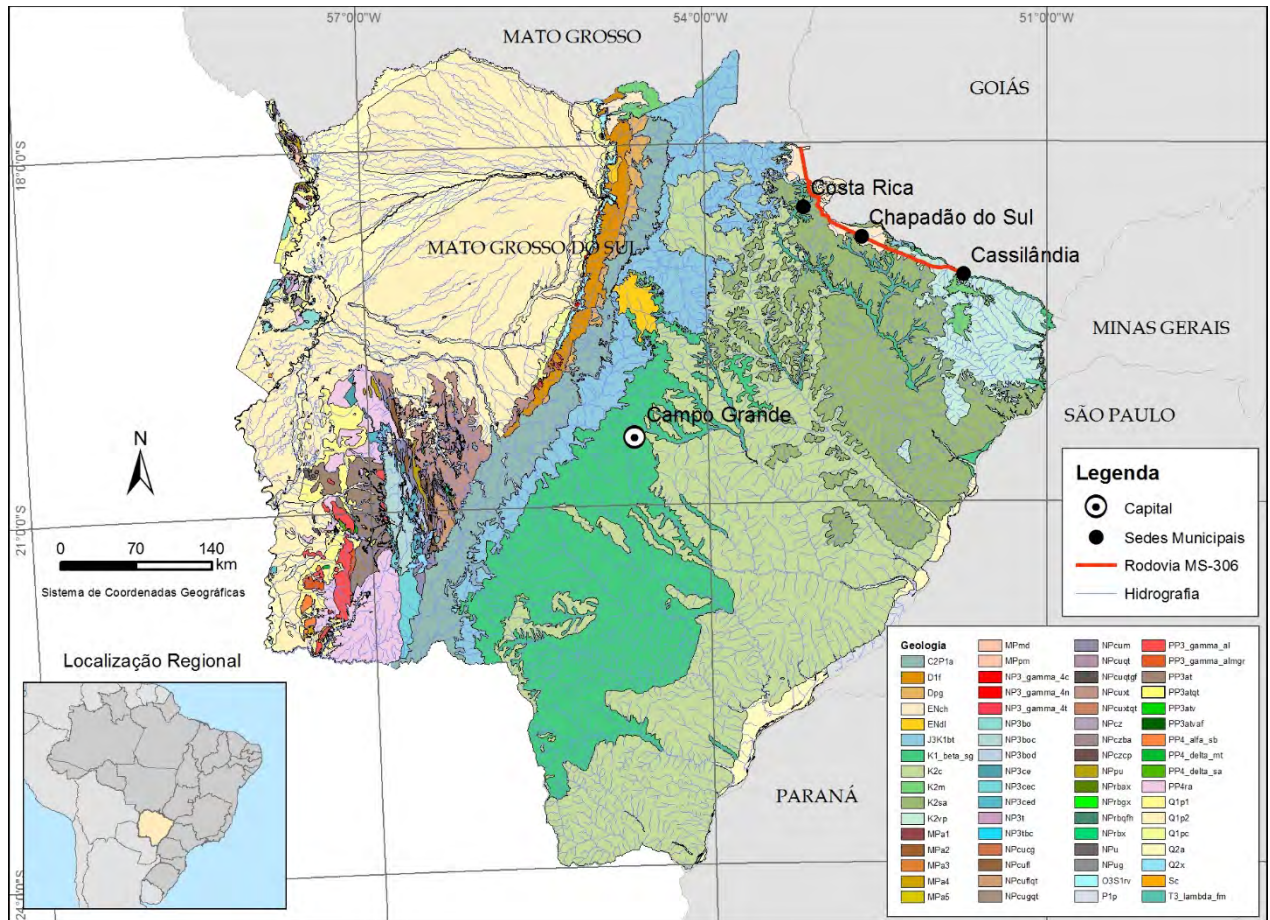 57°0'0"W
54°0'0"W
51°0'0"W
MATO GROSSO
GOIÁS
18°0'0"S
Costa Rica
Chapadão do Sul
MATO GROSSO DO SUL
Cassilândia
MINAS GERAIS
SÃO PAULO
Campo Grande
N
21°0'0"S
0 70 140
km
Sistema de Coordenadas Geográficas
Legenda
Capital
Sedes Municipais
Rodovia MS-306
Hidrografia
Localização Regional
PARANÁ
24°0'0"S
Geologia
C2P1a
D1f
Dpg
ENch
ENdl
J3K1bt
K1_beta_sg
K2c
K2m
K2sa
K2vp
MPa1
MPa2
MPa3
MPa4
MPa5
MPmd
MPpm
NP3_gamma_4c
NP3_gamma_4n
NP3_gamma_4t
NP3bo
NP3boc
NP3bod
NP3ce
NP3cec
NP3ced
NP3t
NP3tbc
NPcucg
NPcufl
NPcuflqt
NPcugqt
NPcum
NPcuqt
NPcuqtgf
NPcuxt
NPcuxtqt
NPcz
NPczba
NPczcp
NPpu
NPrbax
NPrbgx
NPrbqfh
NPrbx
NPu
NPug
O3S1rv
P1p
PP3_gamma_al
PP3_gamma_almgr
PP3at
PP3atqt
PP3atv
PP3atvaf
PP4_alfa_sb
PP4_delta_mt
PP4_delta_sa
PP4ra
Q1p1
Q1p2
Q1pc
Q2a
Q2x
Sc
T3_lambda_fm